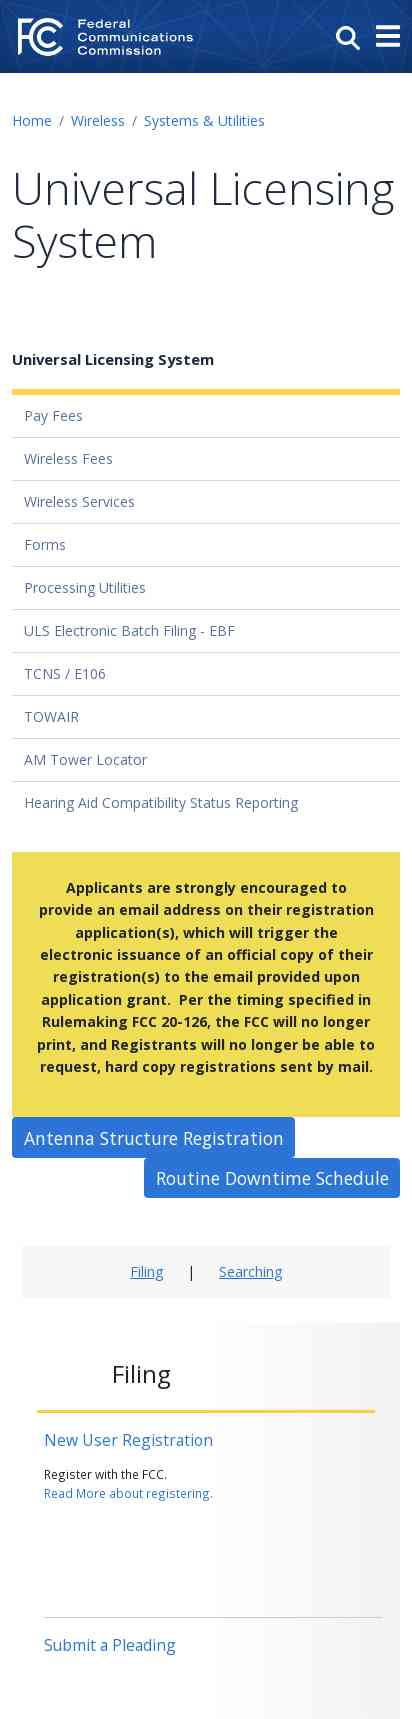 FCC
Federal
Communications
Commission
Home / Wireless / Systems & Utilities
Universal Licensing
System
Universal Licensing System
Pay Fees
Wireless Fees
Wireless Services
Forms
Processing Utilities
ULS Electronic Batch Filing - EBF
TCNS / E106
TOWAIR
AM Tower Locator
Hearing Aid Compatibility Status Reporting
Applicants are strongly encouraged to
provide an email address on their registration
application(s), which will trigger the
electronic issuance of an official copy of their
registration(s) to the email provided upon
application grant. Per the timing specified in
Rulemaking FCC 20-126, the FCC will no longer
print, and Registrants will no longer be able to
request, hard copy registrations sent by mail.
Antenna Structure Registration
Routine Downtime Schedule
Filing | Searching
Filing
New User Registration
Register with the FCC.
Read More about registering.
Submit a Pleading